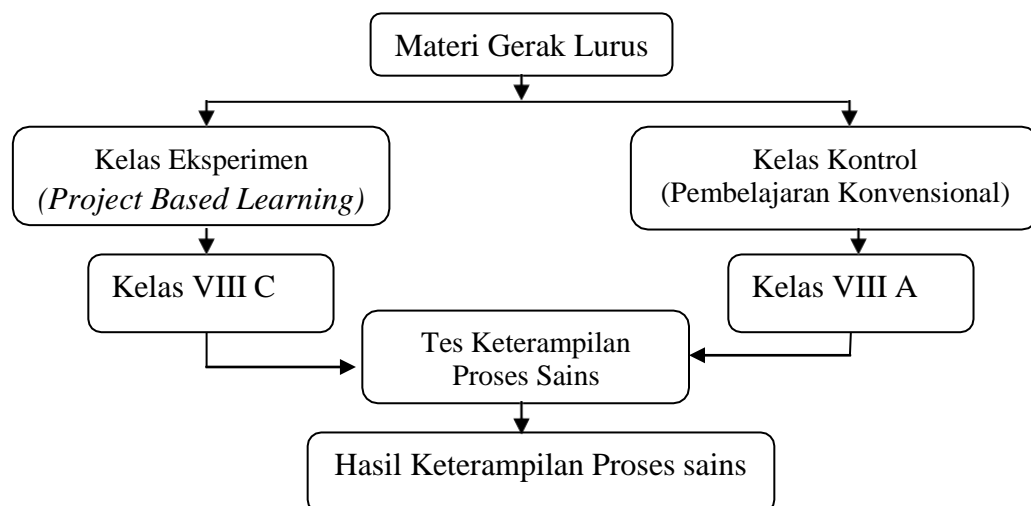 Materi Gerak Lurus
Kelas Eksperimen
(Project Based Learning)
Kelas Kontrol
(Pembelajaran Konvensional)
Kelas VIII C
Kelas VIII A
Tes Keterampilan
Proses Sains
Hasil Keterampilan Proses sains